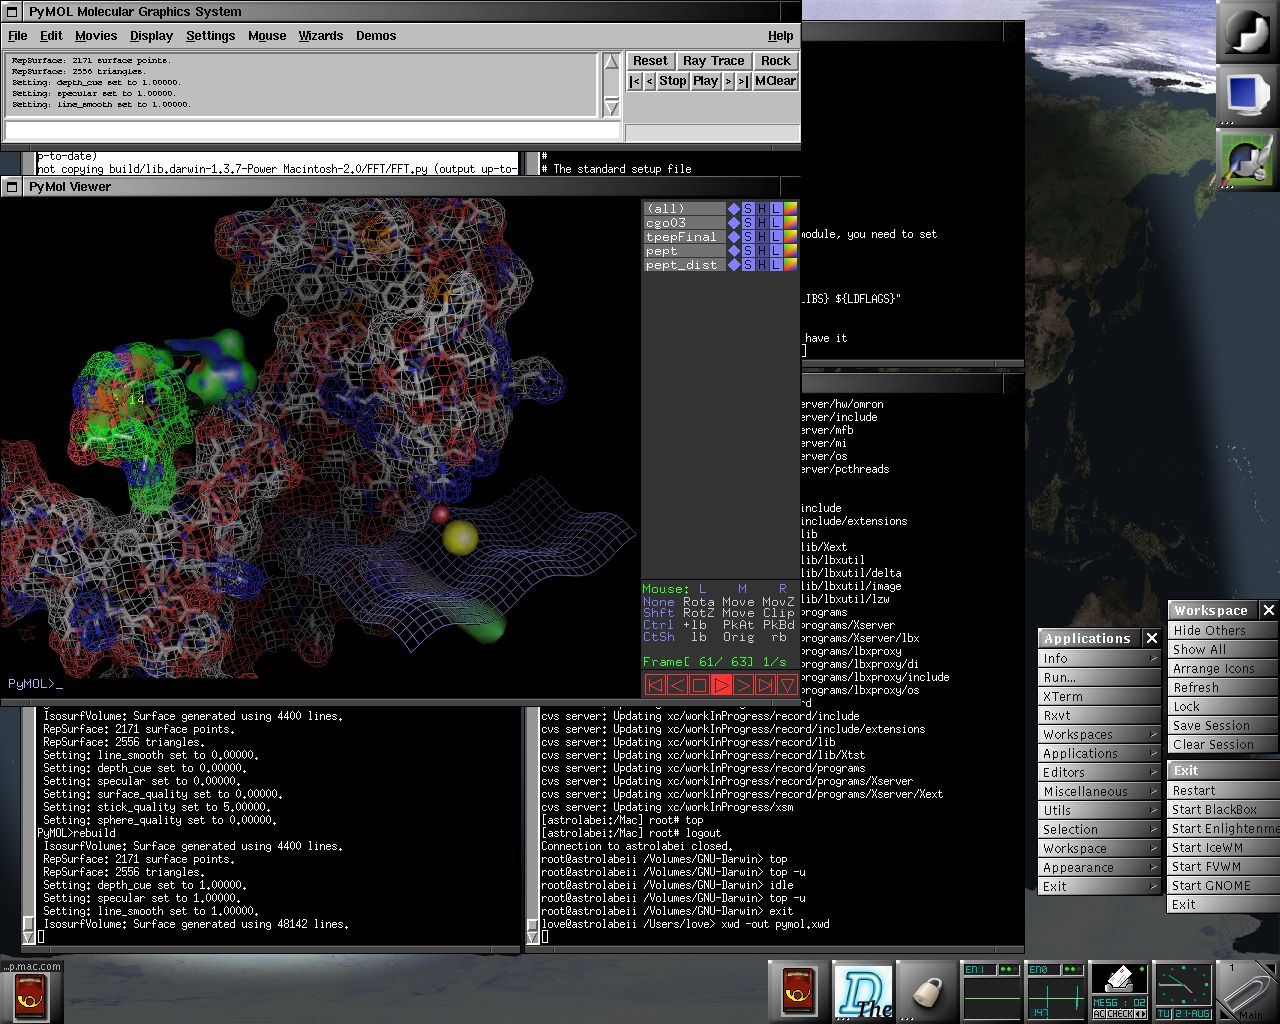 PyMOL Molecular Graphics System
File Edit Movies Display Settings Mouse Wizards Demos Help
RepSurface: 2171 surface points.
RepSurface: 2556 triangles.
Setting: depth_cue set to 1.00000.
Setting: specular set to 1.00000.
Setting: line_smooth set to 1.00000.
Reset Ray Trace Rock
|< < Stop Play > >| MClear
p-to-date)
not copying build/lib.darwin-1.3.7-Power Macintosh-2.0/FFT/FFT.py (output up-to-
#
# The standard setup file
module, you need to set
LIBS} ${LDFLAGS}"
have it
PyMol Viewer
(all) S H L
cgo03 S H L
tpepFinal S H L
pept S H L
pept_dist S H L
14
Mouse: L M R
None Rota Move MovZ
Shft RotZ Move Clip
Ctrl +lb PkAt PkBd
CtSh lb Orig rb
Frame[ 61/ 63] 1/s
PyMOL>_
IsosurfVolume: Surface generated using 4400 lines.
RepSurface: 2171 surface points.
RepSurface: 2556 triangles.
Setting: line_smooth set to 0.00000.
Setting: depth_cue set to 0.00000.
Setting: specular set to 0.00000.
Setting: surface_quality set to 0.00000.
Setting: stick_quality set to 5.00000.
Setting: sphere_quality set to 0.00000.
PyMOL>rebuild
IsosurfVolume: Surface generated using 4400 lines.
RepSurface: 2171 surface points.
RepSurface: 2556 triangles.
Setting: depth_cue set to 1.00000.
Setting: specular set to 1.00000.
Setting: line_smooth set to 1.00000.
IsosurfVolume: Surface generated using 48142 lines.
erver/hw/omron
erver/include
erver/mfb
erver/mi
erver/os
erver/pcthreads
include
include/extensions
lib
lib/Xext
lib/lbxutil
lib/lbxutil/delta
lib/lbxutil/image
lib/lbxutil/lzw
programs
programs/Xserver
programs/Xserver/lbx
programs/lbxproxy
programs/lbxproxy/di
programs/lbxproxy/include
programs/lbxproxy/os
rd
cvs server: Updating xc/workInProgress/record/include
cvs server: Updating xc/workInProgress/record/include/extensions
cvs server: Updating xc/workInProgress/record/lib
cvs server: Updating xc/workInProgress/record/lib/Xtst
cvs server: Updating xc/workInProgress/record/programs
cvs server: Updating xc/workInProgress/record/programs/Xserver
cvs server: Updating xc/workInProgress/record/programs/Xserver/Xext
cvs server: Updating xc/workInProgress/xsm
[astrolabei:/Mac] root# top
[astrolabei:/Mac] root# logout
Connection to astrolabei closed.
root@astrolabeii /Volumes/GNU-Darwin> top
root@astrolabeii /Volumes/GNU-Darwin> top -u
root@astrolabeii /Volumes/GNU-Darwin> idle
root@astrolabeii /Volumes/GNU-Darwin> top -u
root@astrolabeii /Volumes/GNU-Darwin> exit
love@astrolabeii /Users/love> xwd -out pymol.xwd
Applications
Info
Run...
XTerm
Rxvt
Workspaces
Applications
Editors
Miscellaneous
Utils
Selection
Workspace
Appearance
Exit
Workspace
Hide Others
Show All
Arrange Icons
Refresh
Lock
Save Session
Clear Session
Exit
Restart
Start BlackBox
Start Enlightenme
Start IceWM
Start FVWM
Start GNOME
Exit
...p.mac.com
D The
EN1
EN0
147
MESG : 02
AC CHECK
TU 21-AUG
1
Main